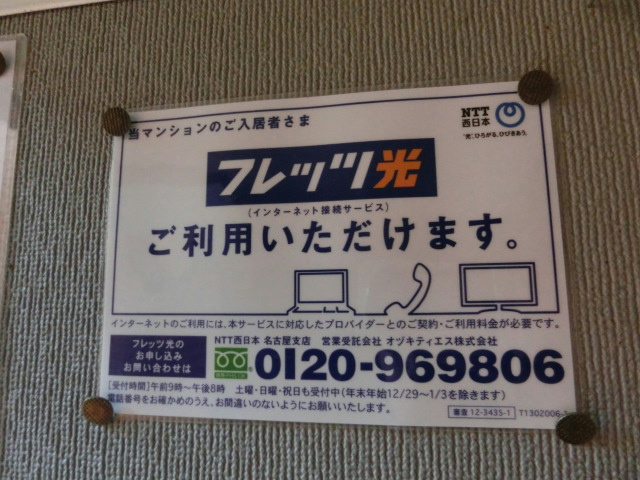 当マンションのご入居者さま
NTT
西日本
"光"、ひろがる。ひびきあう。
フレッツ光
(インターネット接続サービス)
ご利用いただけます。
インターネットのご利用には、本サービスに対応したプロバイダーとのご契約・ご利用料金が必要です。
フレッツ光の
お申し込み
お問い合わせは
NTT西日本 名古屋支店 営業受託会社 オヅキティエス株式会社
0120-969806
[受付時間]午前9時〜午後8時 土曜・日曜・祝日も受付中(年末年始12/29〜1/3を除きます)
電話番号をお確かめのうえ、お間違いのないようにお願いいたします。
審査 12-3435-1
T1302006-